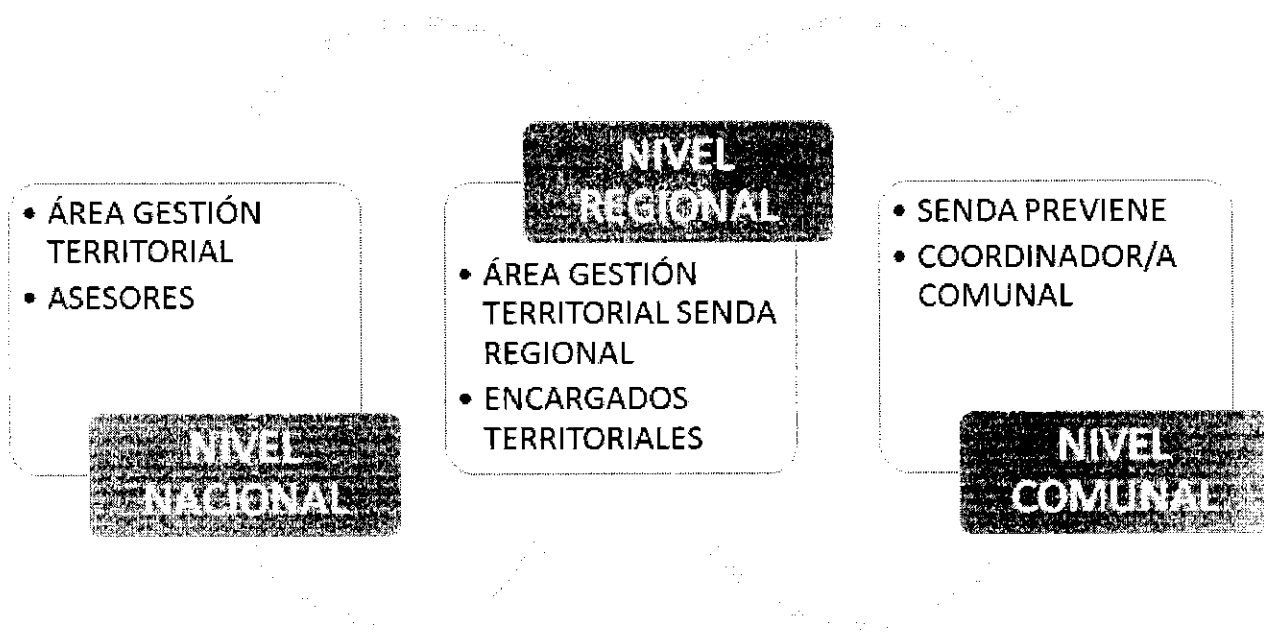 • ÁREA GESTIÓN
TERRITORIAL
• ASESORES
NIVEL
NACIONAL
NIVEL
REGIONAL
• ÁREA GESTIÓN
TERRITORIAL SENDA
REGIONAL
• ENCARGADOS
TERRITORIALES
• SENDA PREVIENE
• COORDINADOR/A
COMUNAL
NIVEL
COMUNAL